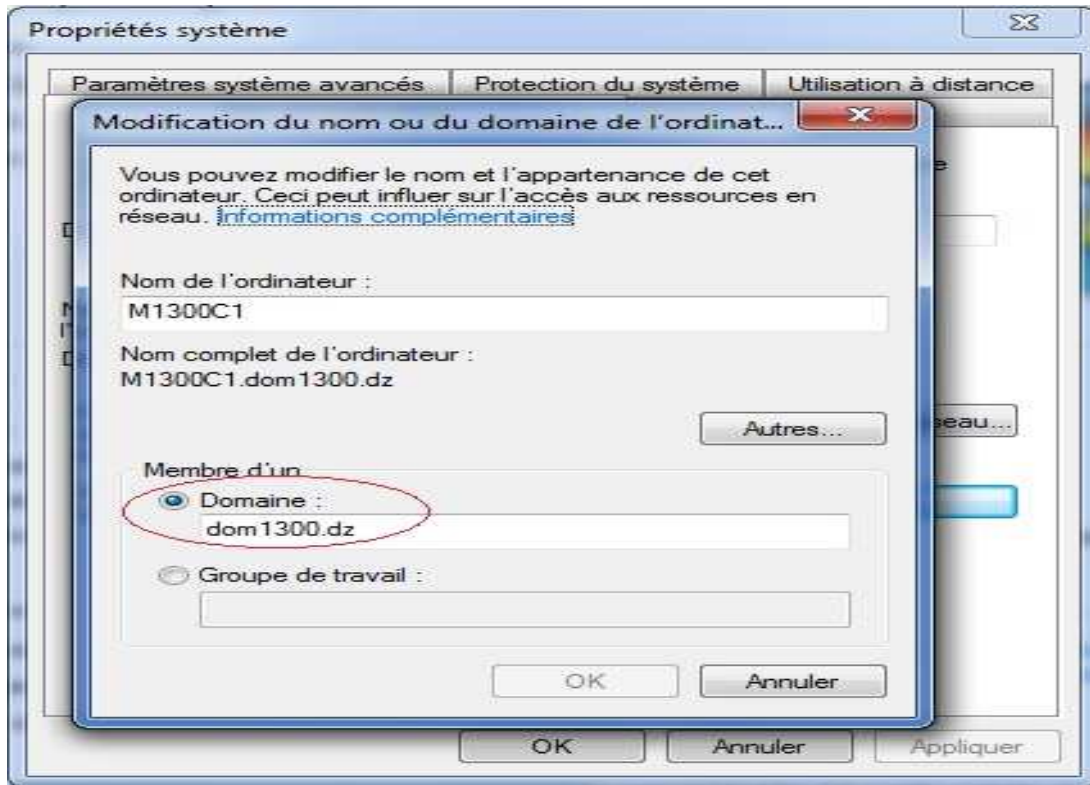 Propriétés système
Paramètres système avancés
Protection du système
Utilisation à distance
Modification du nom ou du domaine de l'ordinat...
Vous pouvez modifier le nom et l'appartenance de cet
ordinateur. Ceci peut influer sur l'accès aux ressources en
réseau. Informations complémentaires
Nom de l'ordinateur :
M1300C1
Nom complet de l'ordinateur :
M1300C1.dom1300.dz
Autres...
seau...
Membre d'un
Domaine :
dom1300.dz
Groupe de travail :
OK
Annuler
OK
Annuler
Appliquer